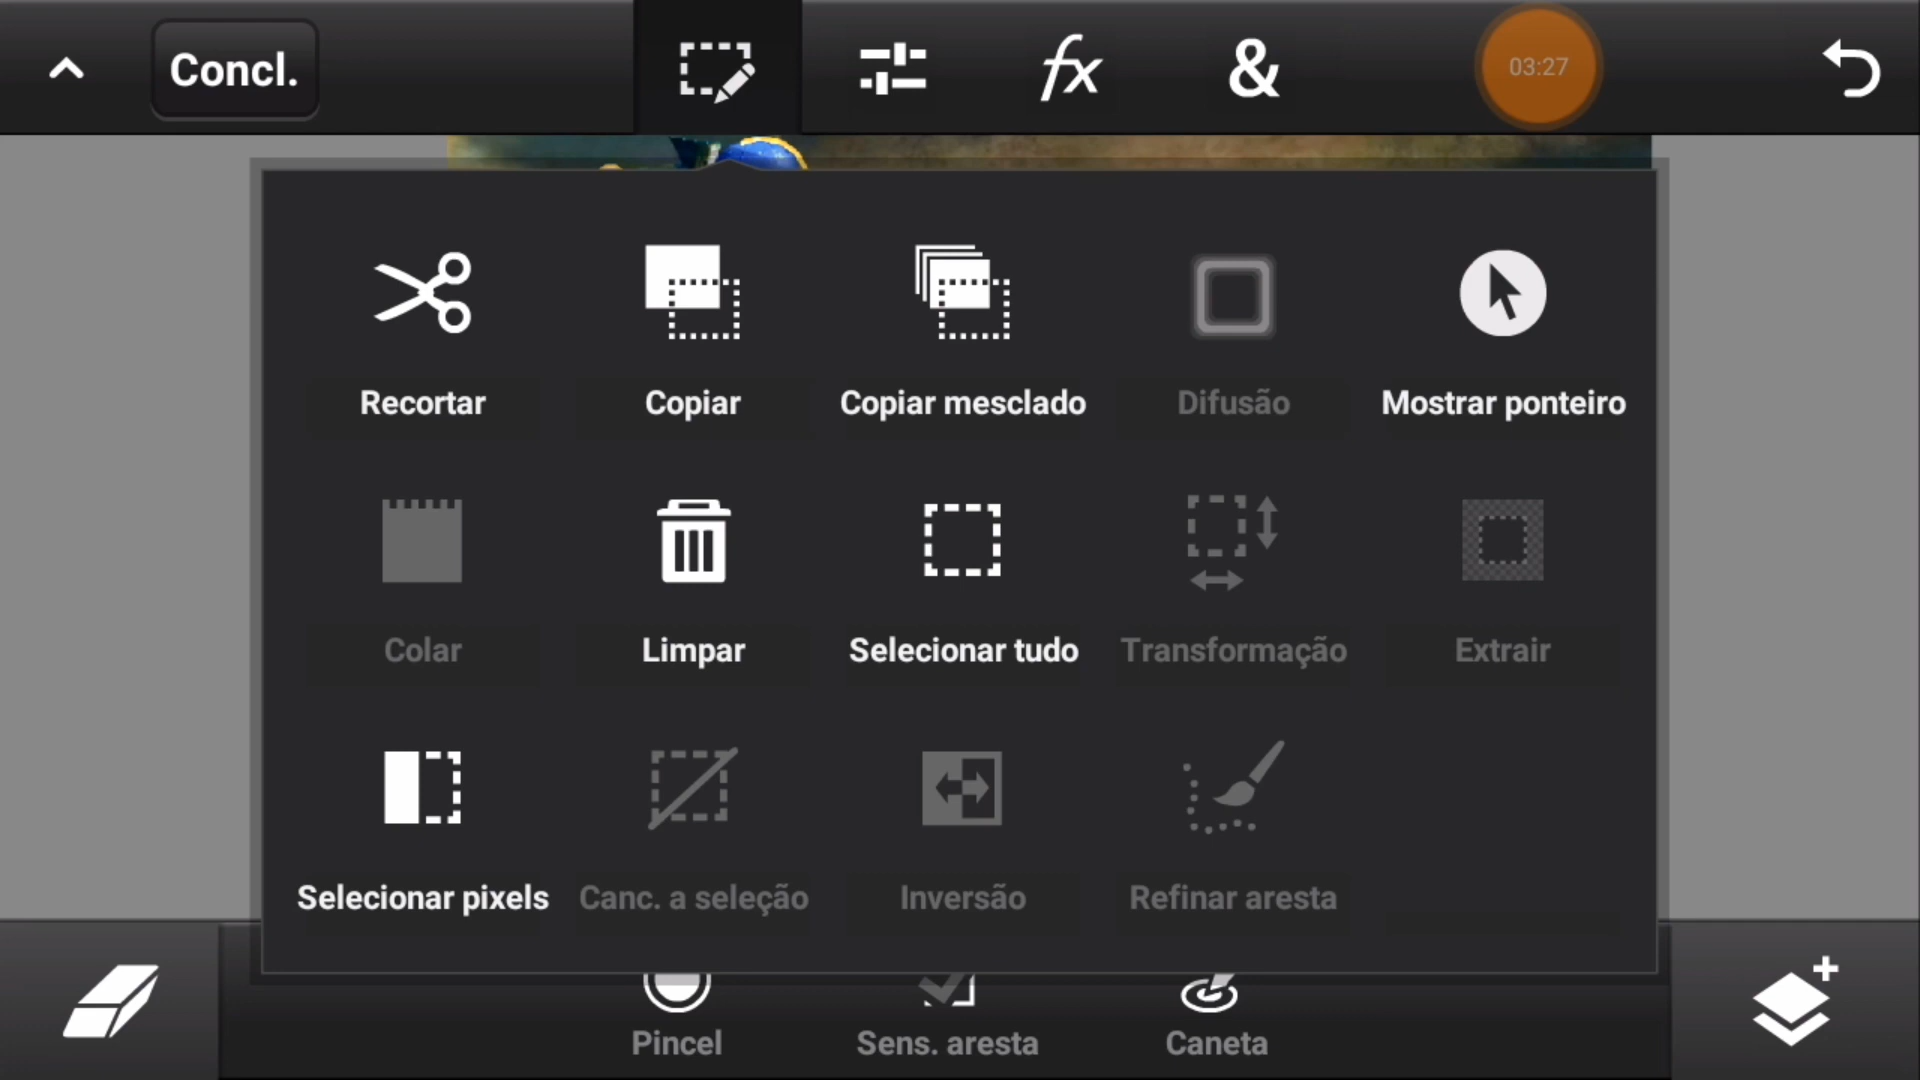 Concl.
fx
&
03:27
Recortar
Copiar
Copiar mesclado
Difusão
Mostrar ponteiro
Colar
Limpar
Selecionar tudo
Transformação
Extrair
Selecionar pixels
Canc. a seleção
Inversão
Refinar aresta
Pincel
Sens. aresta
Caneta